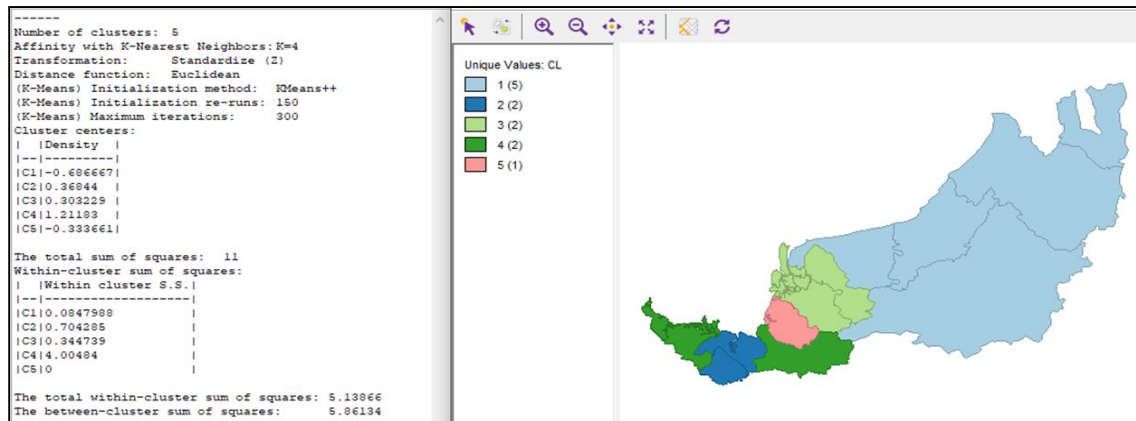 ------
Number of clusters:  5
Affinity with K-Nearest Neighbors:K=4
Transformation:      Standardize (Z)
Distance function:   Euclidean
(K-Means) Initialization method:   KMeans++
(K-Means) Initialization re-runs:  150
(K-Means) Maximum iterations:      300
Cluster centers:
|  |Density  |
|--|---------|
|C1|-0.686667|
|C2|0.36844  |
|C3|0.303229 |
|C4|1.21183  |
|C5|-0.333661|
The total sum of squares:   11
Within-cluster sum of squares:
|  |Within cluster S.S.|
|--|-------------------|
|C1|0.0847988          |
|C2|0.704285           |
|C3|0.344739           |
|C4|4.00484            |
|C5|0                  |
The total within-cluster sum of squares: 5.13866
The between-cluster sum of squares:      5.86134
Unique Values: CL
1 (5)
2 (2)
3 (2)
4 (2)
5 (1)